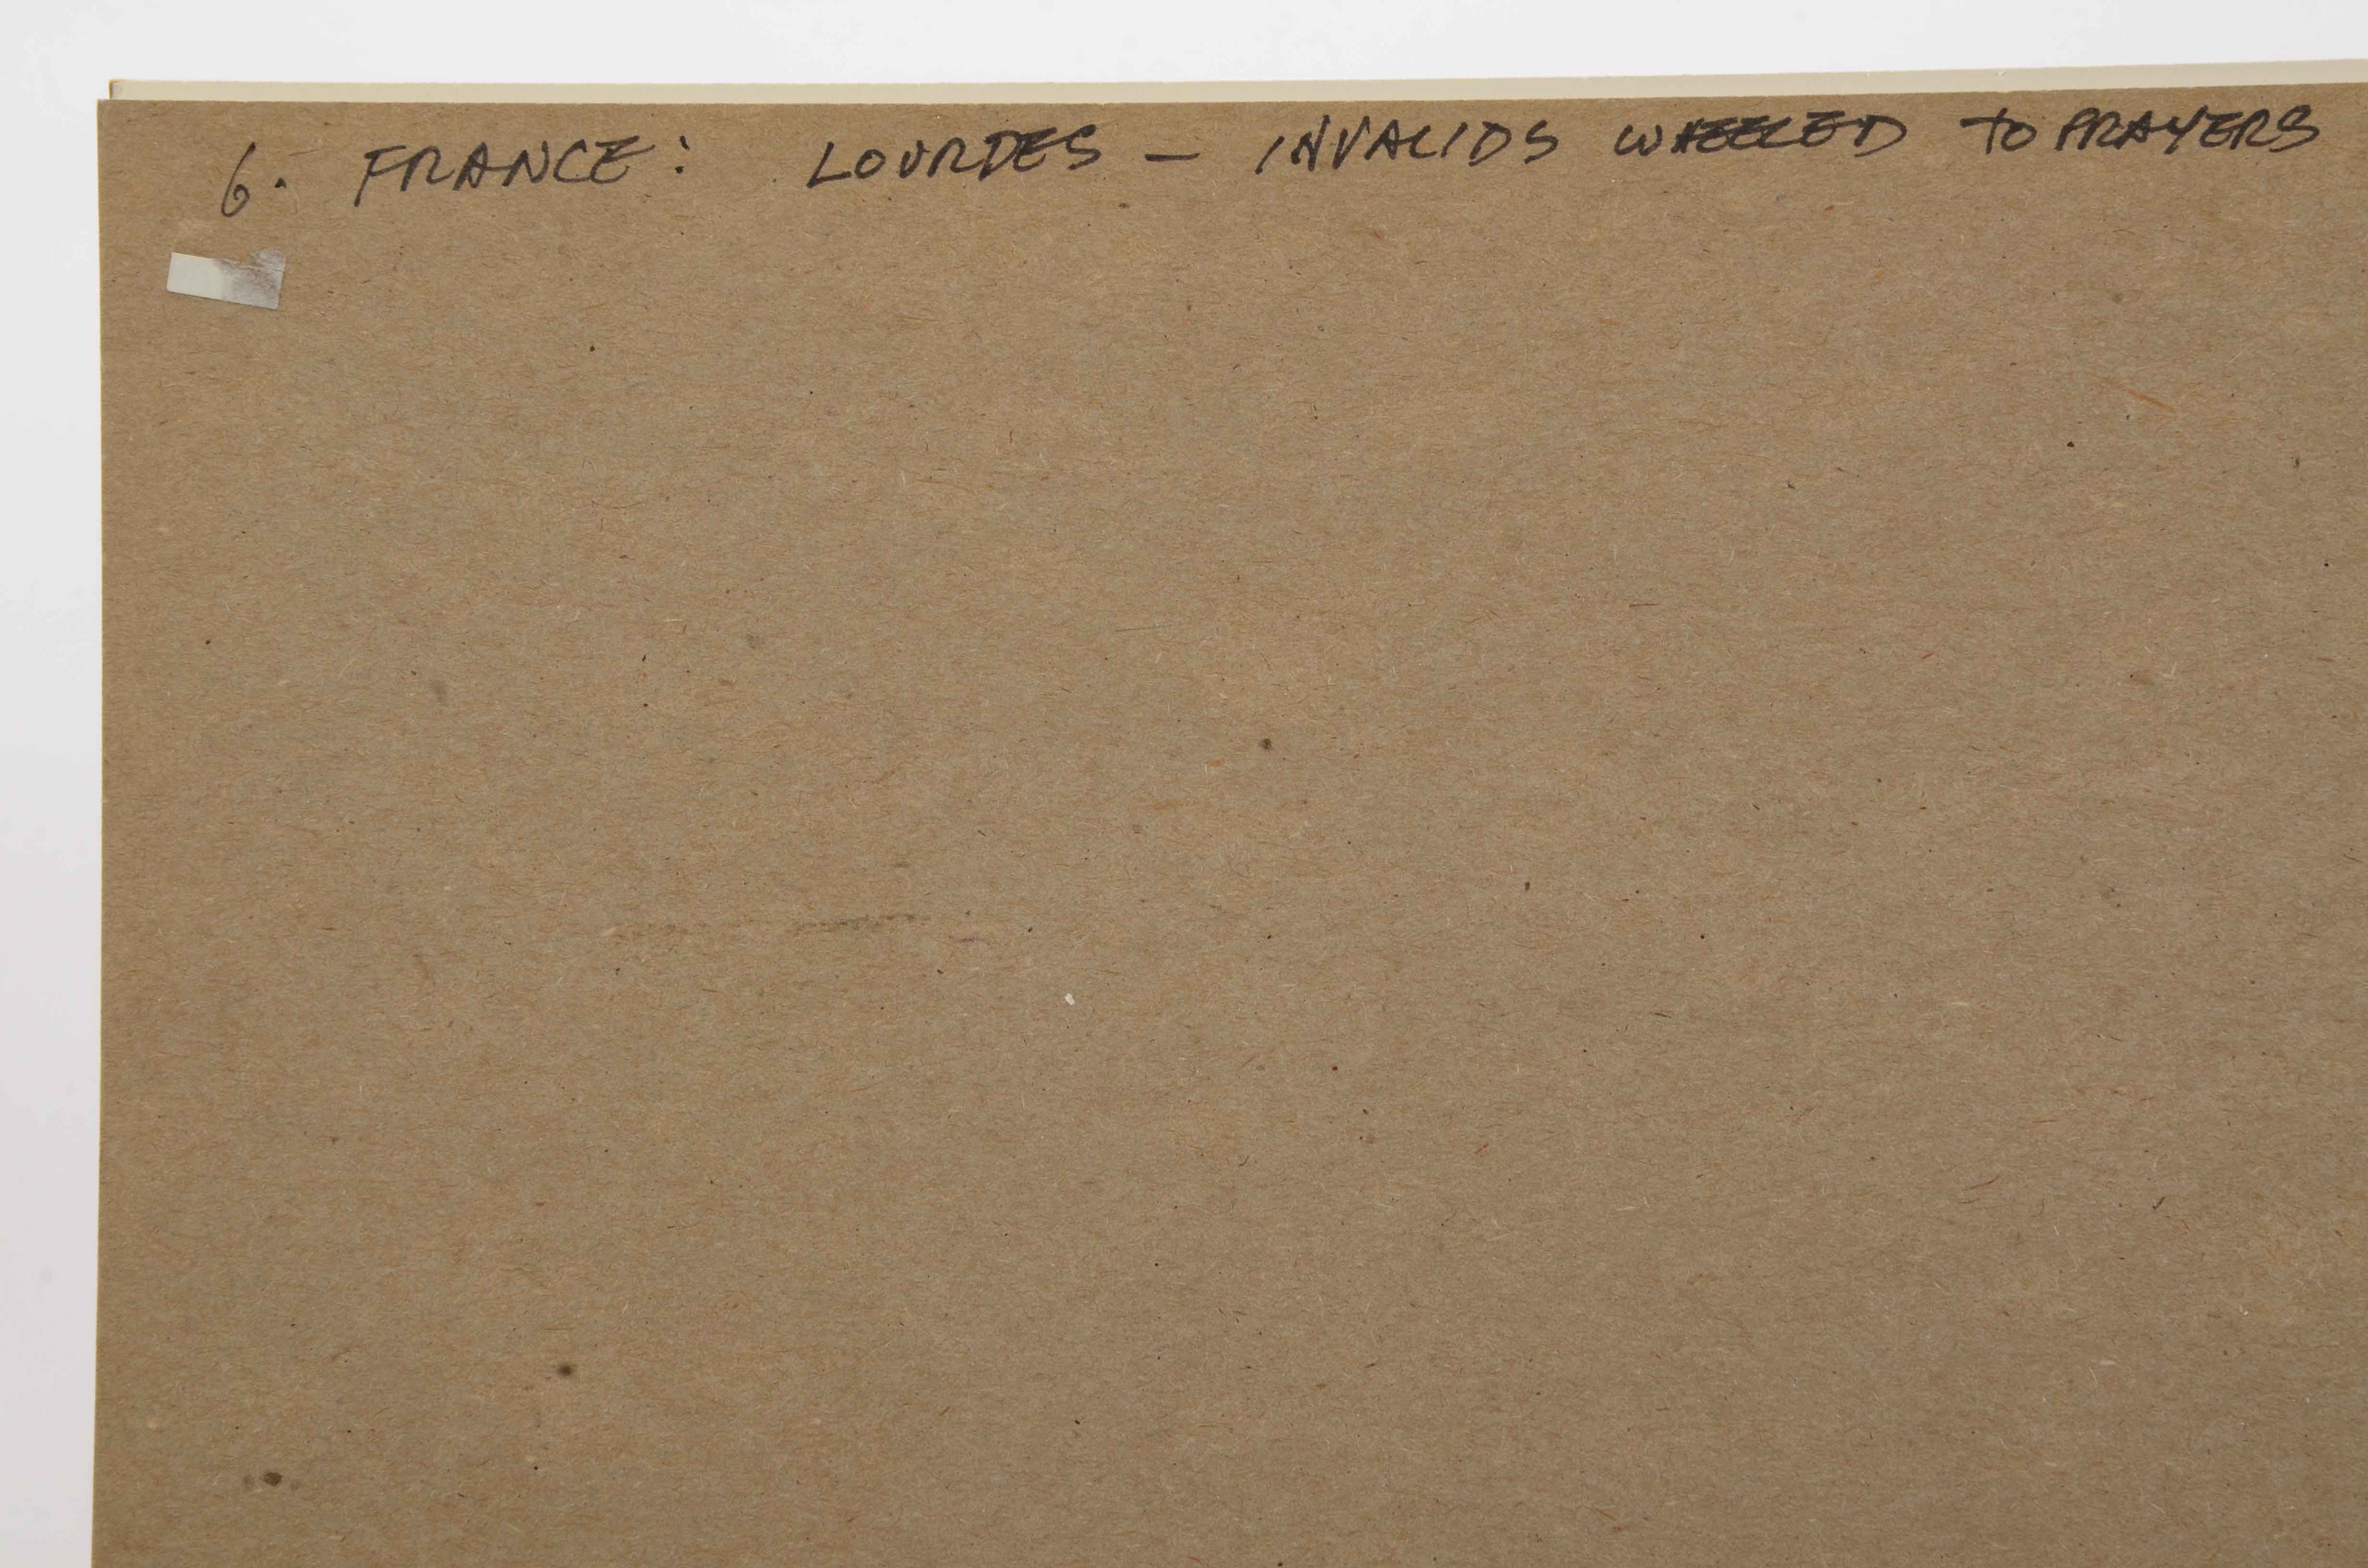 6. FRANCE: LOURDES – INVALIDS WHEELED TO PRAYERS